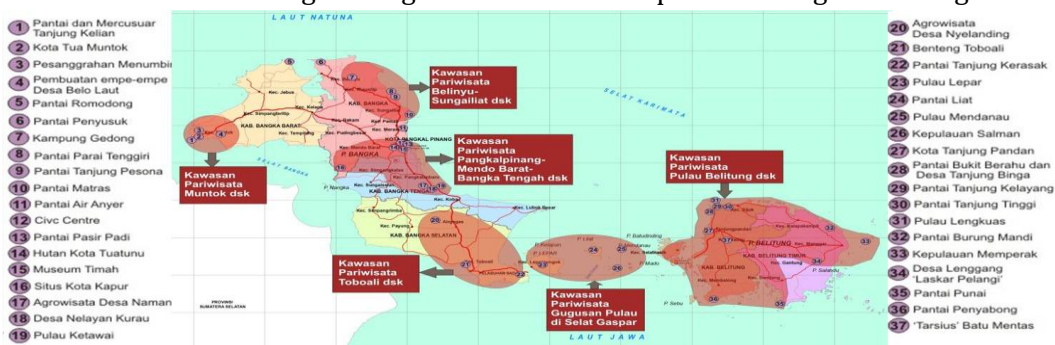 1 Pantai dan Mercusuar
Tanjung Kelian
2 Kota Tua Muntok
3 Pesanggrahan Menumbin
4 Pembuatan empe-empe
Desa Belo Laut
5 Pantai Romodong
6 Pantai Penyusuk
7 Kampung Gedong
8 Pantai Parai Tenggiri
9 Pantai Tanjung Pesona
10 Pantai Matras
11 Pantai Air Anyer
12 Civc Centre
13 Pantai Pasir Padi
14 Hutan Kota Tuatunu
15 Museum Timah
16 Situs Kota Kapur
17 Agrowisata Desa Naman
18 Desa Nelayan Kurau
19 Pulau Ketawai
LAUT NATUNA
SELAT KARIMATA
Kawasan
Pariwisata
Belinyu-
Sungailiat dsk
Kawasan
Pariwisata
Pangkalpinang-
Mendo Barat-
Bangka Tengah dsk
Kawasan
Pariwisata
Muntok dsk
Kawasan
Pariwisata
Pulau Belitung dsk
Kawasan
Pariwisata
Toboali dsk
Kawasan
Pariwisata
Gugusan Pulau
di Selat Gaspar
KAB. BANGKA BARAT
KAB. BANGKA
P. BANGKA
KAB. BANGKA SELATAN
P. BELITUNG
KAB. BELITUNG
KAB. BELITUNG TIMUR
PROVINSI
SUMATERA SELATAN
LAUT JAWA
20 Agrowisata
Desa Nyelanding
21 Benteng Toboali
22 Pantai Tanjung Kerasak
23 Pulau Lepar
24 Pantai Liat
25 Pulau Mendanau
26 Kepulauan Salman
27 Kota Tanjung Pandan
28 Pantai Bukit Berahu dan
Desa Tanjung Binga
29 Pantai Tanjung Kelayang
30 Pantai Tanjung Tinggi
31 Pulau Lengkuas
32 Pantai Burung Mandi
33 Kepulauan Memperak
34 Desa Lenggang
'Laskar Pelangi'
35 Pantai Punai
36 Pantai Penyabong
37 'Tarsius' Batu Mentas